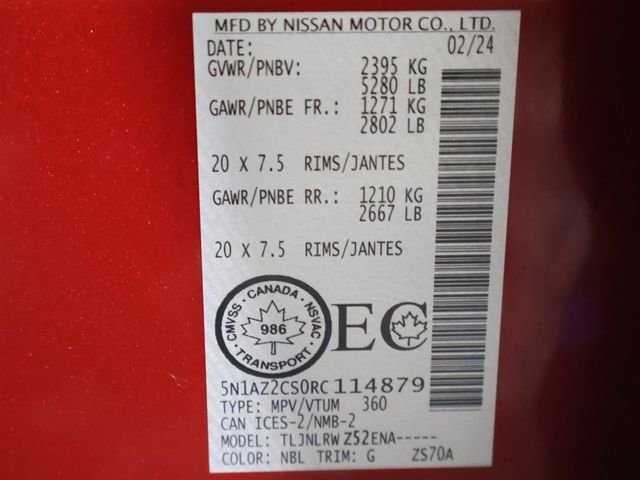 MFD BY NISSAN MOTOR CO., LTD.
DATE: 02/24
GVWR/PNBV: 2395 KG
5280 LB
GAWR/PNBE FR.: 1271 KG
2802 LB
20 X 7.5 RIMS/JANTES
GAWR/PNBE RR.: 1210 KG
2667 LB
20 X 7.5 RIMS/JANTES
CMVSS · CANADA · NSVAC
986
· TRANSPORT ·
EC
5N1AZ2CS0RC114879
TYPE: MPV/VTUM 360
CAN ICES-2/NMB-2
MODEL: TLJNLRW Z52ENA-----
COLOR: NBL TRIM: G ZS70A